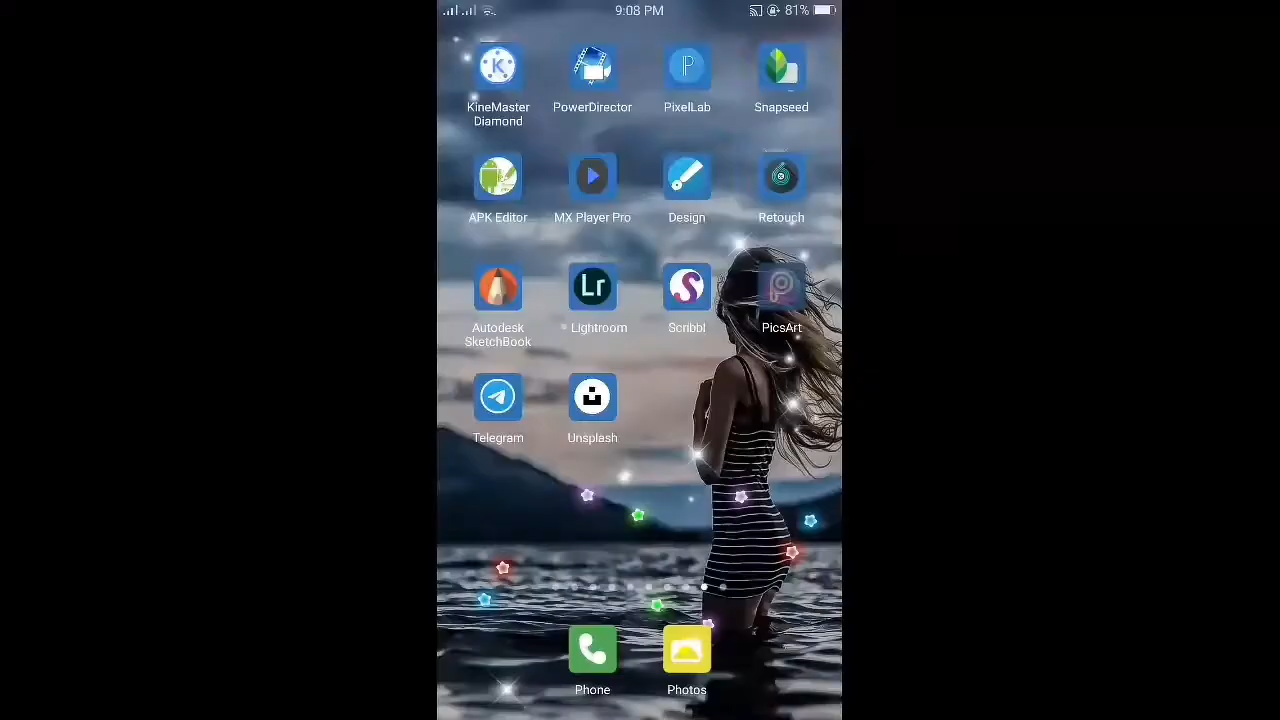 9:08 PM 81%
KineMaster Diamond
PowerDirector
PixelLab
Snapseed
APK Editor
MX Player Pro
Design
Retouch
Autodesk SketchBook
Lr
Lightroom
Scribbl
PicsArt
Telegram
Unsplash
Phone
Photos